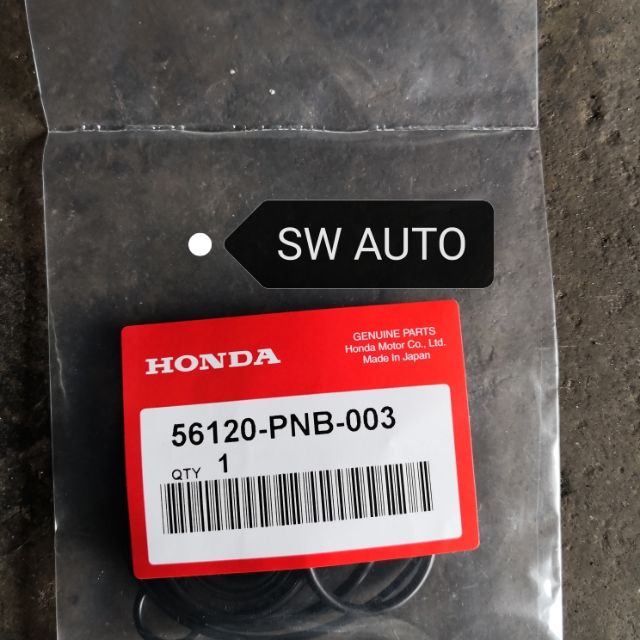 SW AUTO
HONDA
GENUINE PARTS
Honda Motor Co., Ltd.
Made In Japan
56120-PNB-003
QTY 1